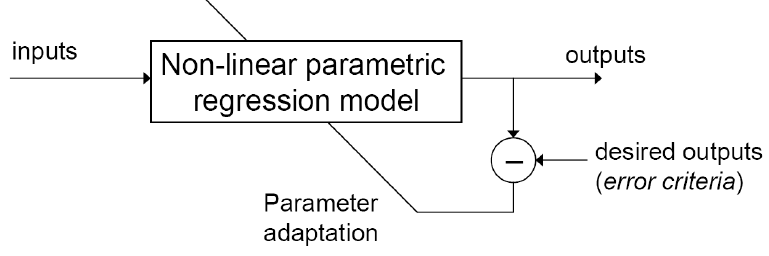 inputs
Non-linear parametric
regression model
outputs
–
desired outputs
(error criteria)
Parameter
adaptation